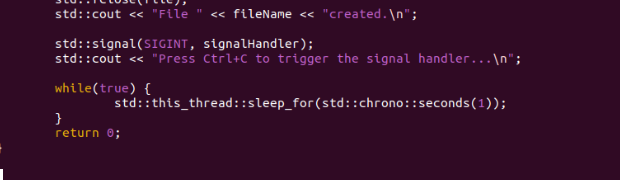 std::fclose(file);
std::cout << "File " << fileName << "created.\n";
std::signal(SIGINT, signalHandler);
std::cout << "Press Ctrl+C to trigger the signal handler...\n";
while(true) {
std::this_thread::sleep_for(std::chrono::seconds(1));
}
return 0;
}